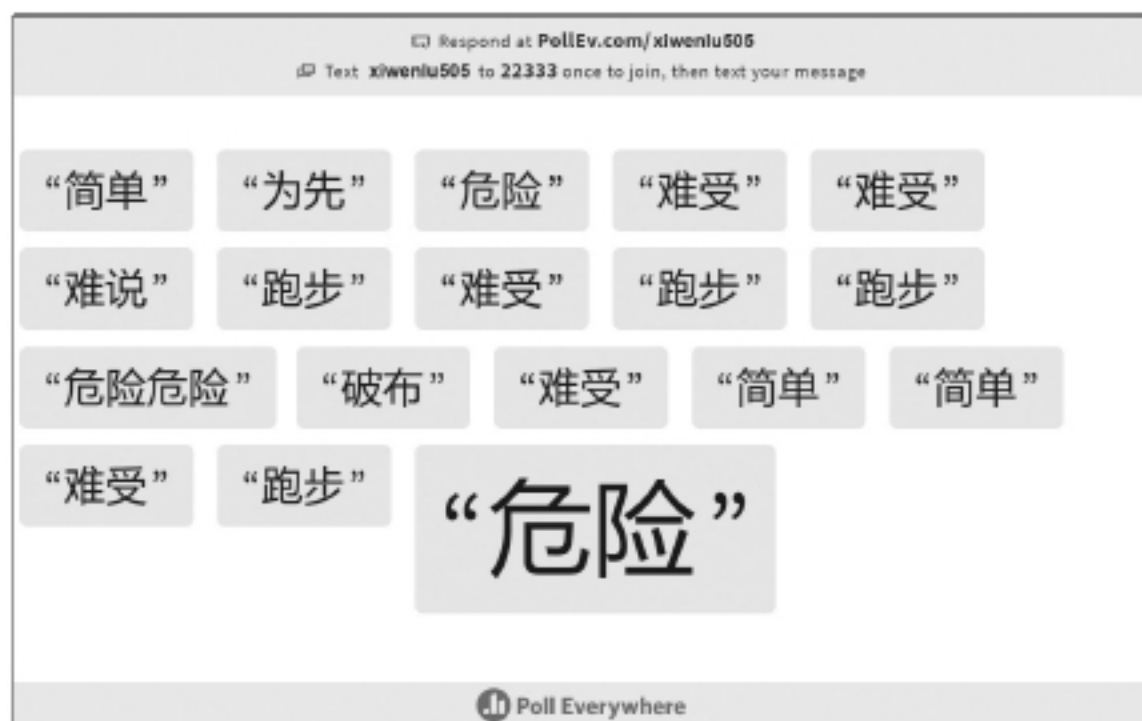 Respond at PollEv.com/xiwenlu505
Text xiwenlu505 to 22333 once to join, then text your message
“简单” “为先” “危险” “难受” “难受”
“难说” “跑步” “难受” “跑步” “跑步”
“危险危险” “破布” “难受” “简单” “简单”
“难受” “跑步” “危险”
Poll Everywhere